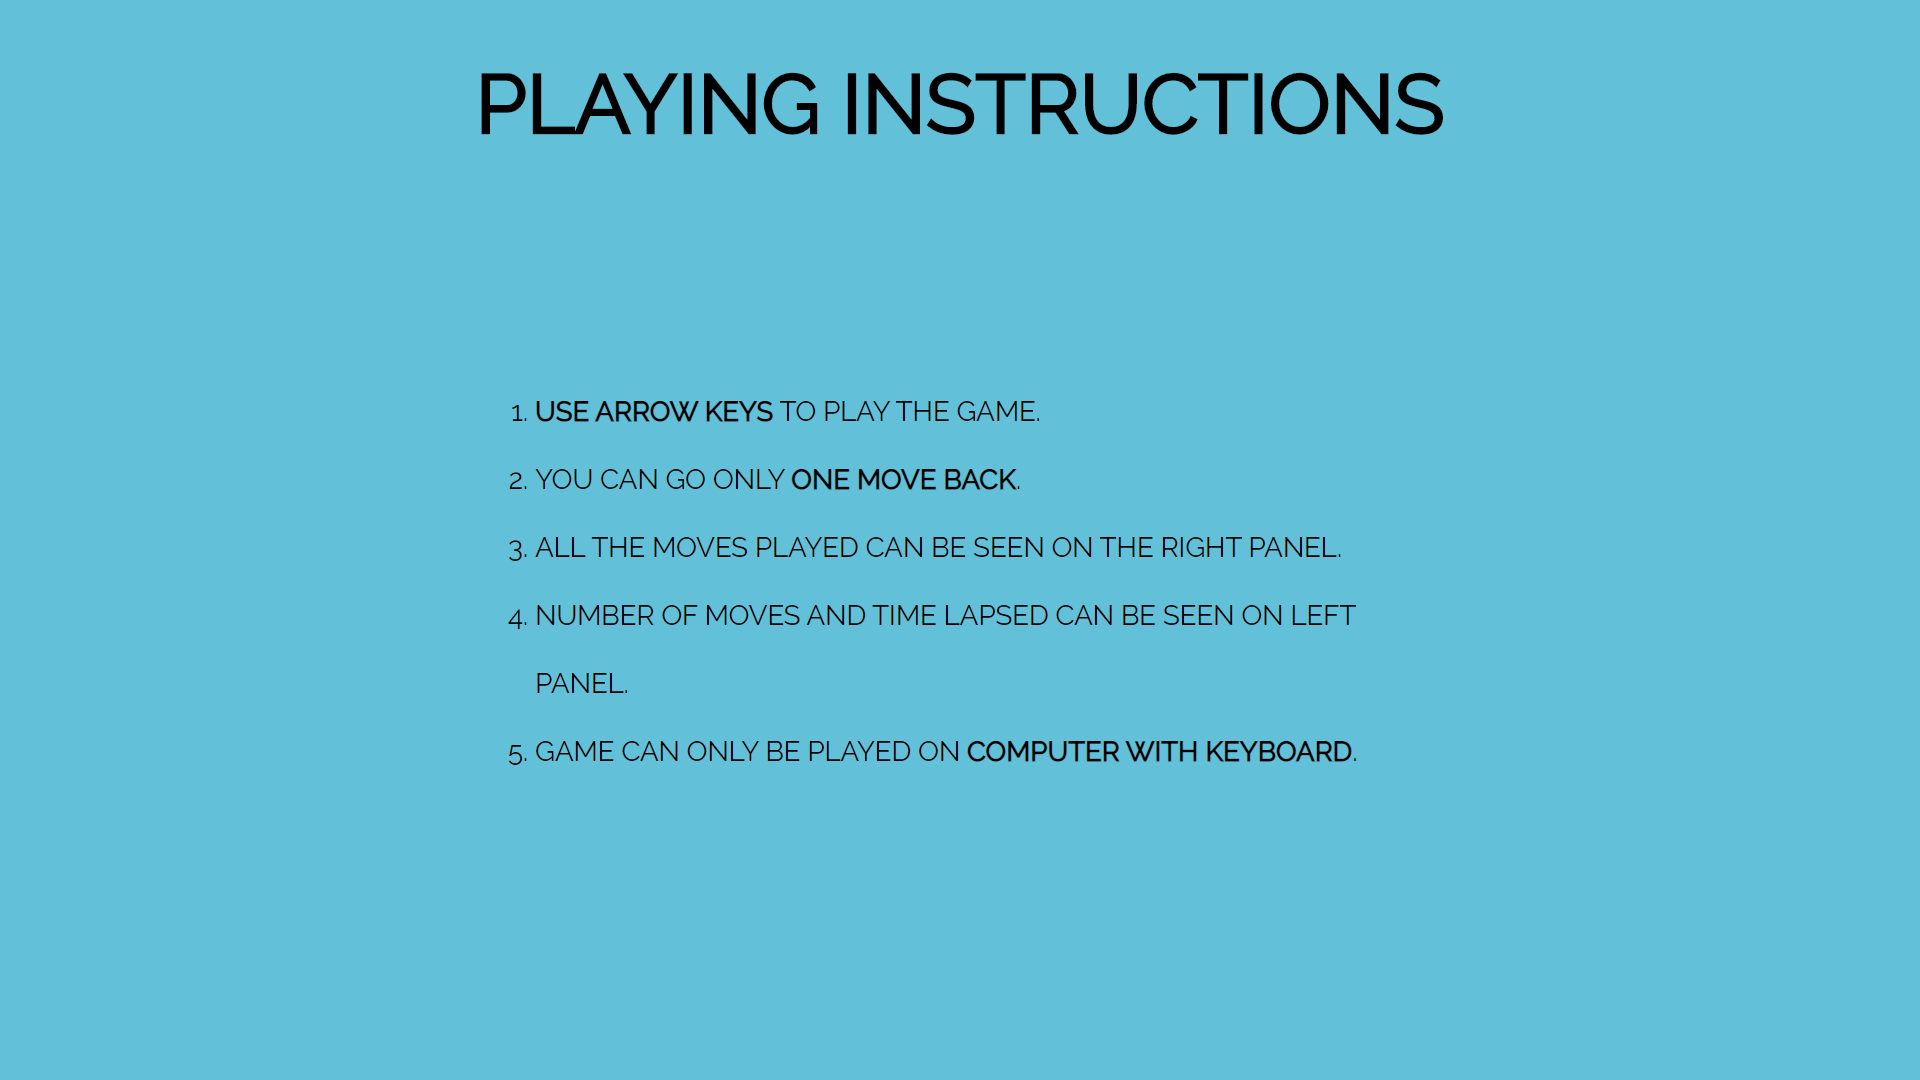 PLAYING INSTRUCTIONS
1. USE ARROW KEYS TO PLAY THE GAME.
2. YOU CAN GO ONLY ONE MOVE BACK.
3. ALL THE MOVES PLAYED CAN BE SEEN ON THE RIGHT PANEL.
4. NUMBER OF MOVES AND TIME LAPSED CAN BE SEEN ON LEFT
PANEL.
5. GAME CAN ONLY BE PLAYED ON COMPUTER WITH KEYBOARD.